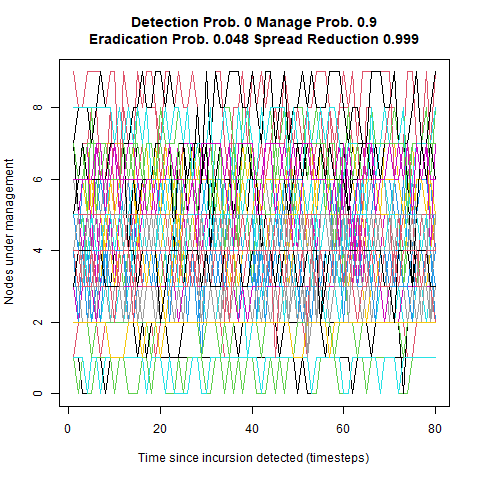 Detection Prob. 0 Manage Prob. 0.9
Eradication Prob. 0.048 Spread Reduction 0.999
Nodes under management
8
6
4
2
0
0 20 40 60 80
Time since incursion detected (timesteps)